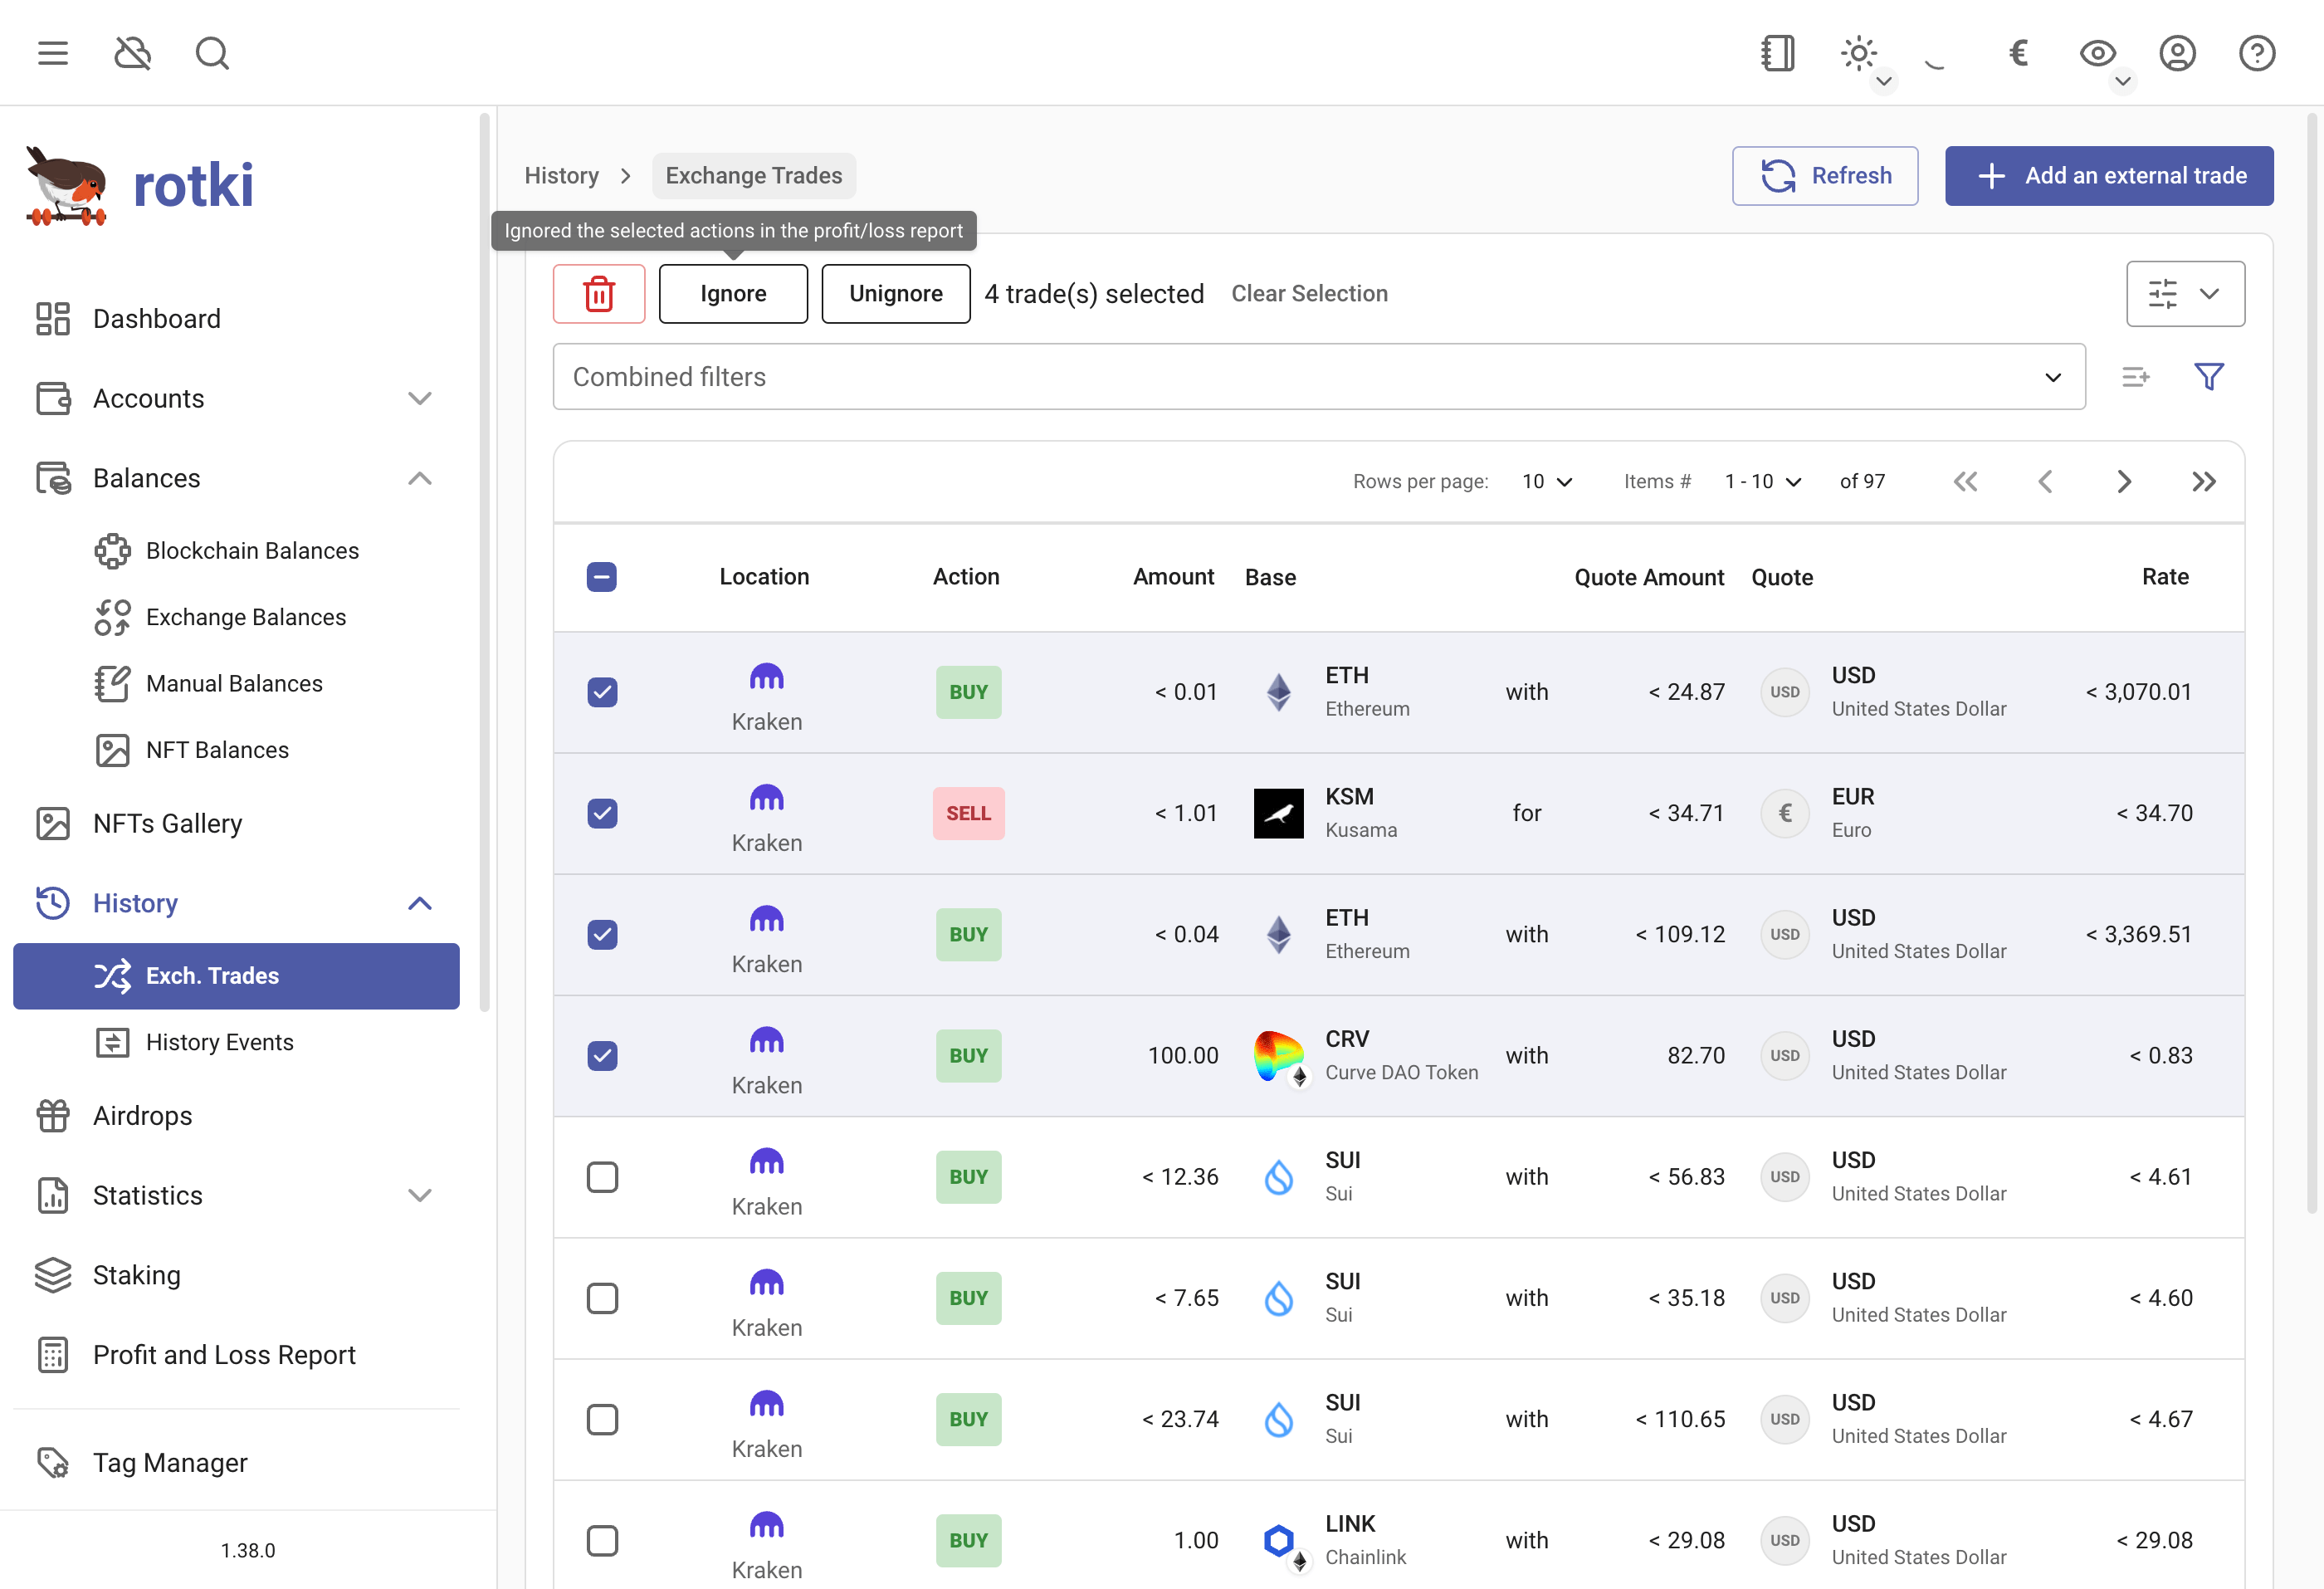 €
rotki
Dashboard
Accounts
Balances
Blockchain Balances
Exchange Balances
Manual Balances
NFT Balances
NFTs Gallery
History
Exch. Trades
History Events
Airdrops
Statistics
Staking
Profit and Loss Report
Tag Manager
1.38.0
History > Exchange Trades
Refresh
Add an external trade
Ignored the selected actions in the profit/loss report
Ignore
Unignore
4 trade(s) selected
Clear Selection
Combined filters
Rows per page: 10 Items # 1 - 10 of 97
Location Action Amount Base Quote Amount Quote Rate
Kraken BUY < 0.01 ETH Ethereum with < 24.87 USD USD United States Dollar < 3,070.01
Kraken SELL < 1.01 KSM Kusama for < 34.71 € EUR Euro < 34.70
Kraken BUY < 0.04 ETH Ethereum with < 109.12 USD USD United States Dollar < 3,369.51
Kraken BUY 100.00 CRV Curve DAO Token with 82.70 USD USD United States Dollar < 0.83
Kraken BUY < 12.36 SUI Sui with < 56.83 USD USD United States Dollar < 4.61
Kraken BUY < 7.65 SUI Sui with < 35.18 USD USD United States Dollar < 4.60
Kraken BUY < 23.74 SUI Sui with < 110.65 USD USD United States Dollar < 4.67
Kraken BUY 1.00 LINK Chainlink with < 29.08 USD USD United States Dollar < 29.08